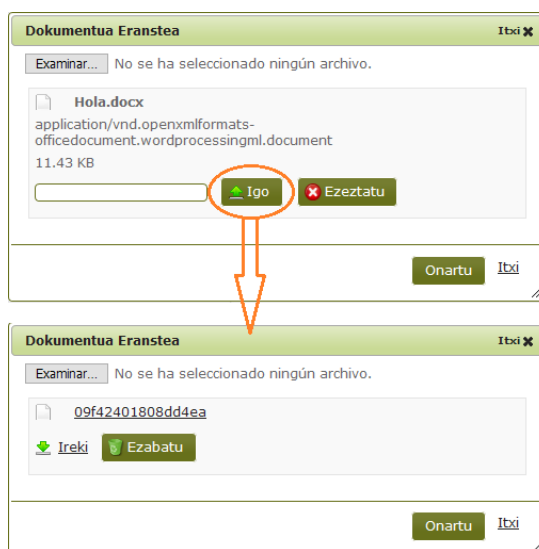 Dokumentua Eranstea Itxi
Examinar... No se ha seleccionado ningún archivo.
Hola.docx
application/vnd.openxmlformats-
officedocument.wordprocessingml.document
11.43 KB
Igo Ezeztatu
Onartu Itxi
Dokumentua Eranstea Itxi
Examinar... No se ha seleccionado ningún archivo.
09f42401808dd4ea
Ireki Ezabatu
Onartu Itxi